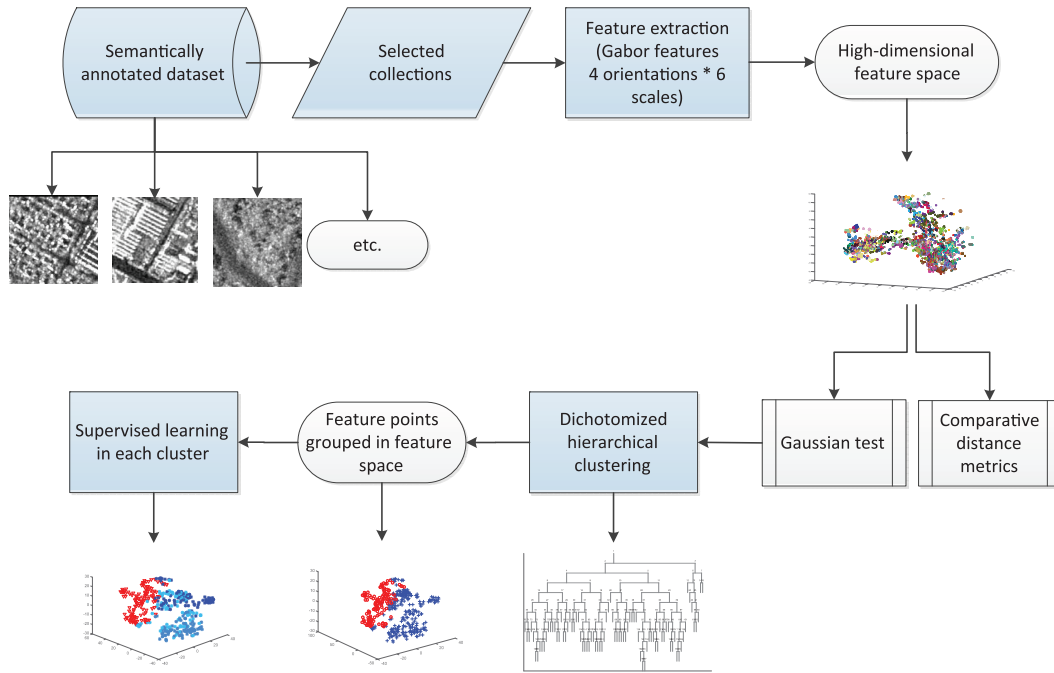 Semantically
annotated dataset
Selected
collections
Feature extraction
(Gabor features
4 orientations * 6
scales)
High-dimensional
feature space
etc.
Supervised learning
in each cluster
Feature points
grouped in feature
space
Dichotomized
hierarchical
clustering
Gaussian test
Comparative
distance
metrics